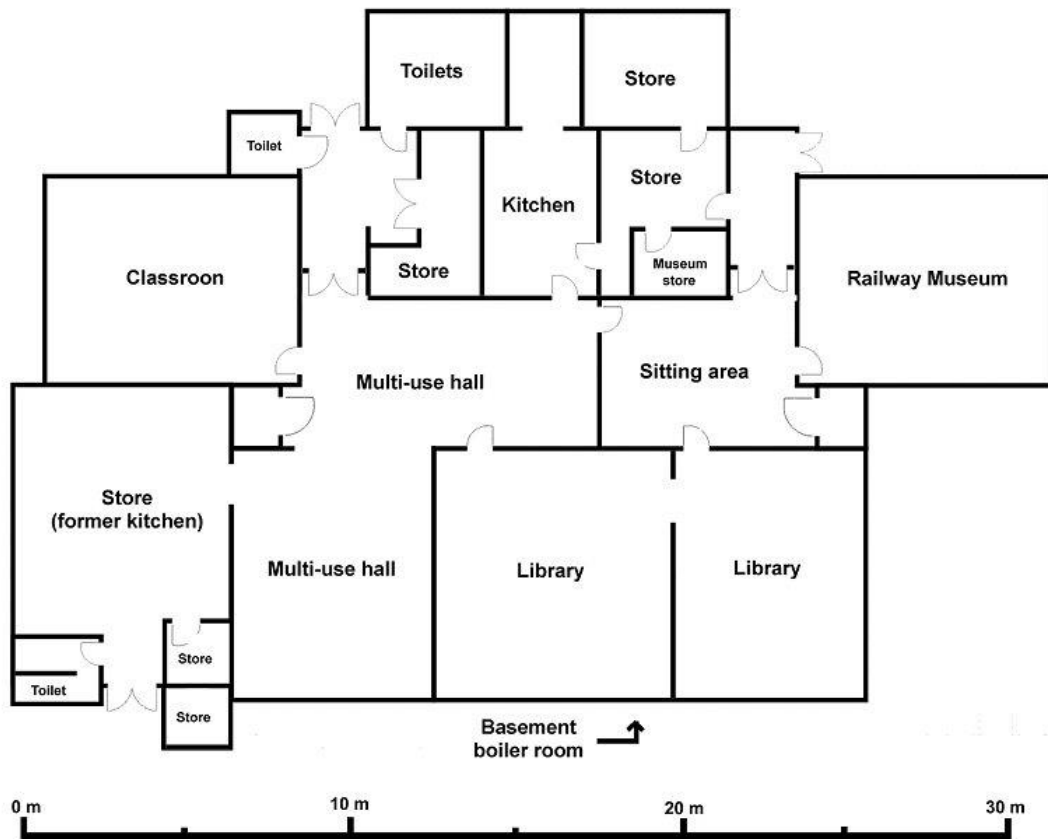 Toilets
Store
Toilet
Store
Kitchen
Classroon
Store
Museum
store
Railway Museum
Multi-use hall
Sitting area
Store
(former kitchen)
Multi-use hall
Library
Library
Store
Toilet
Store
Basement
boiler room
0 m
10 m
20 m
30 m